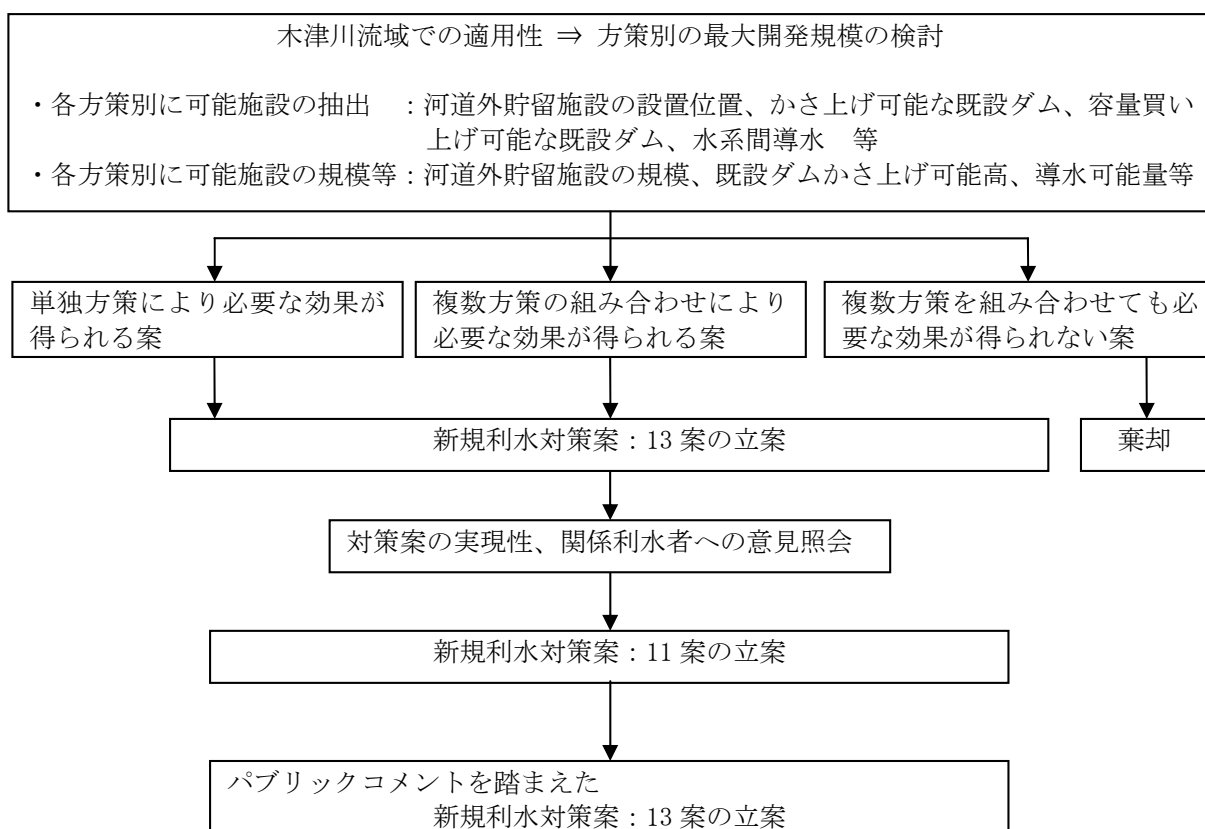 木津川流域での適用性 ⇒ 方策別の最大開発規模の検討
・各方策別に可能施設の抽出　：河道外貯留施設の設置位置、かさ上げ可能な既設ダム、容量買い
上げ可能な既設ダム、水系間導水　等
・各方策別に可能施設の規模等：河道外貯留施設の規模、既設ダムかさ上げ可能高、導水可能量等
単独方策により必要な効果が
得られる案
複数方策の組み合わせにより
必要な効果が得られる案
複数方策を組み合わせても必
要な効果が得られない案
新規利水対策案：13 案の立案
棄却
対策案の実現性、関係利水者への意見照会
新規利水対策案：11 案の立案
パブリックコメントを踏まえた
新規利水対策案：13 案の立案